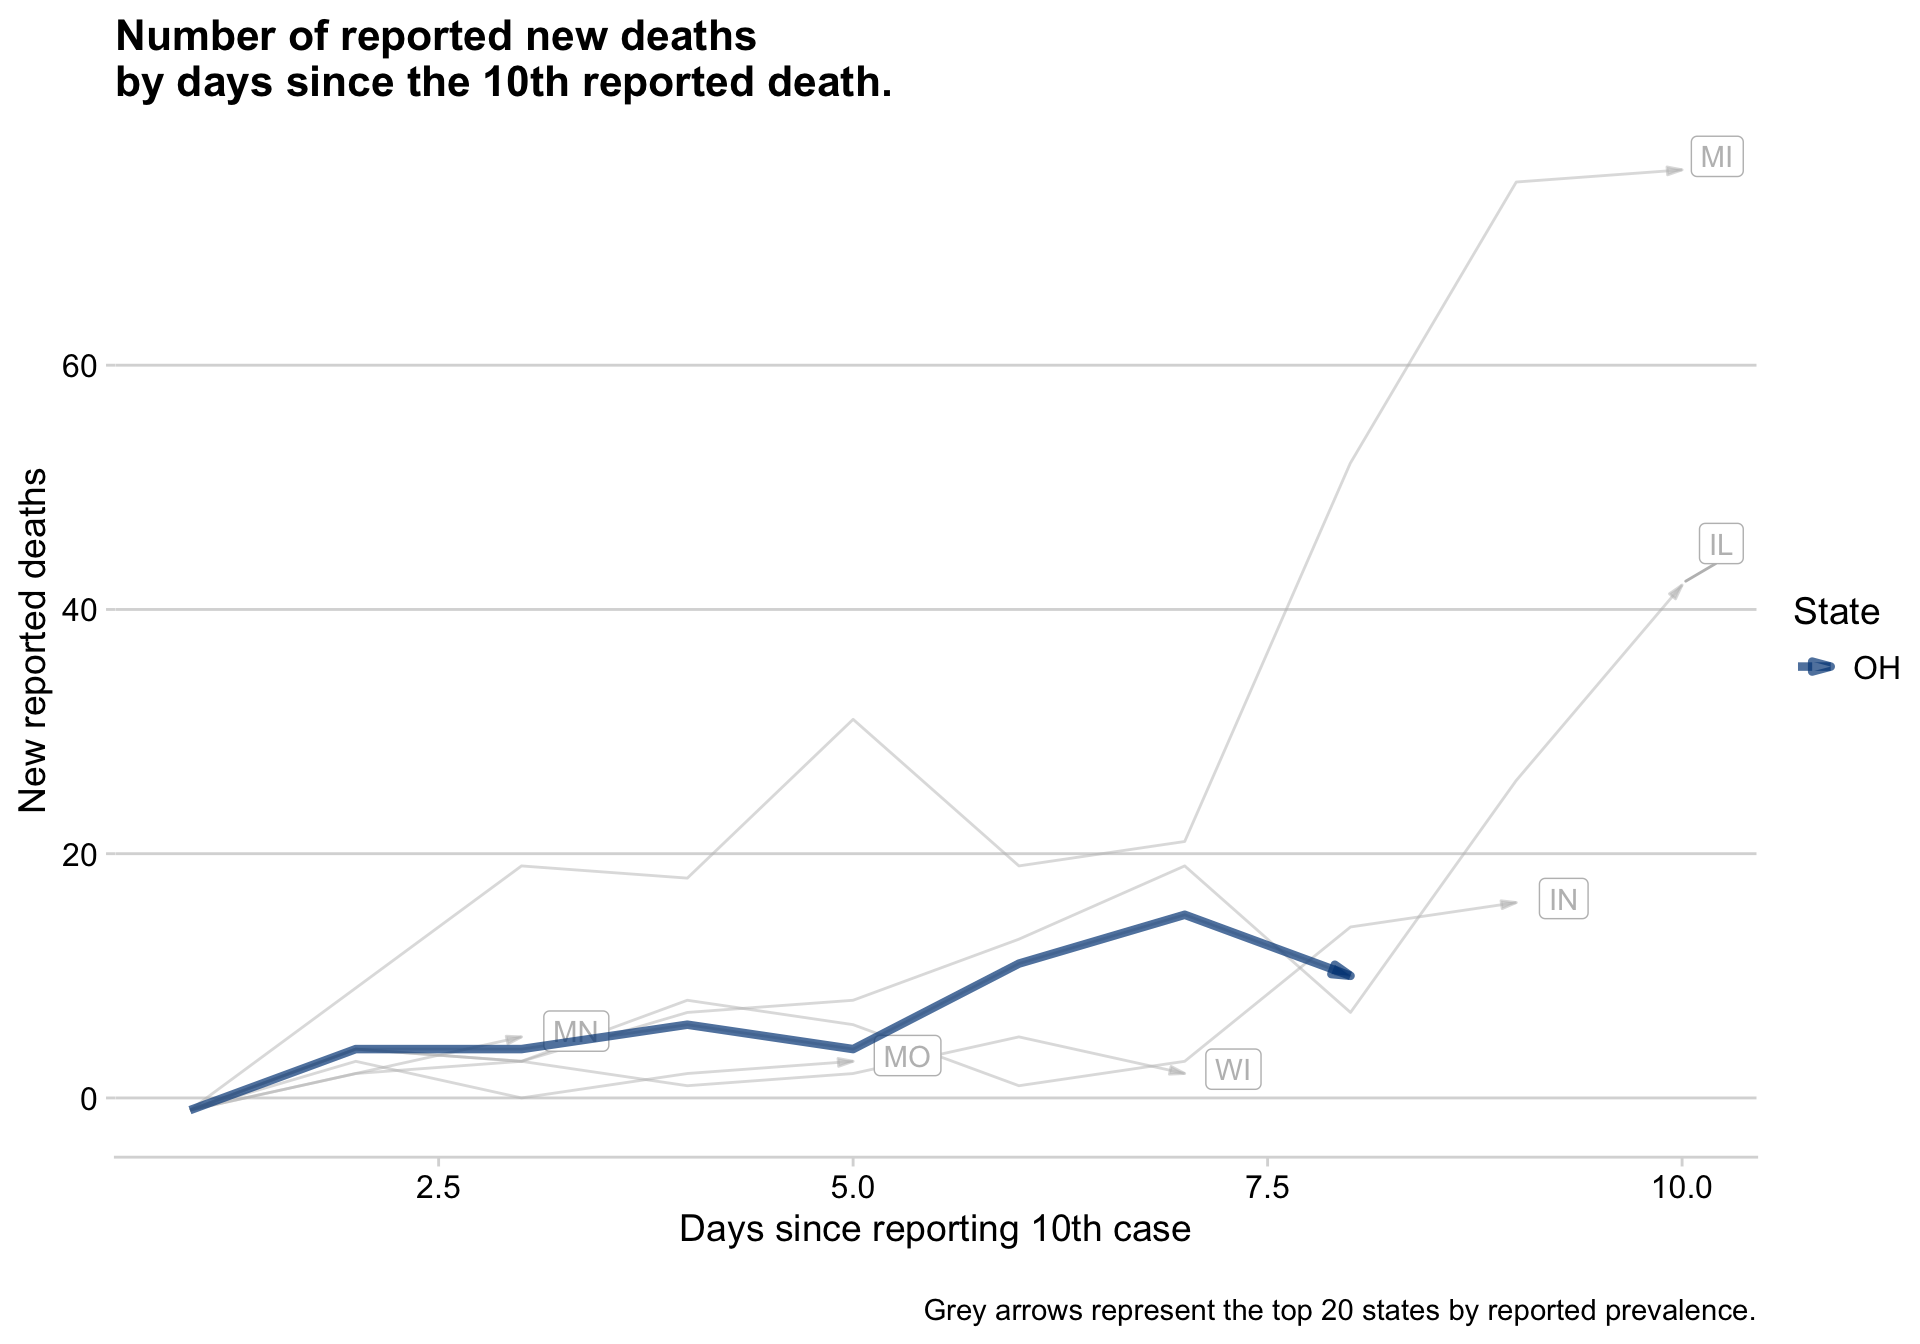 Number of reported new deaths
by days since the 10th reported death.
MI
60
IL
New reported deaths
40
State
OH
20
IN
MN
MO
WI
0
2.5 5.0 7.5 10.0
Days since reporting 10th case
Grey arrows represent the top 20 states by reported prevalence.